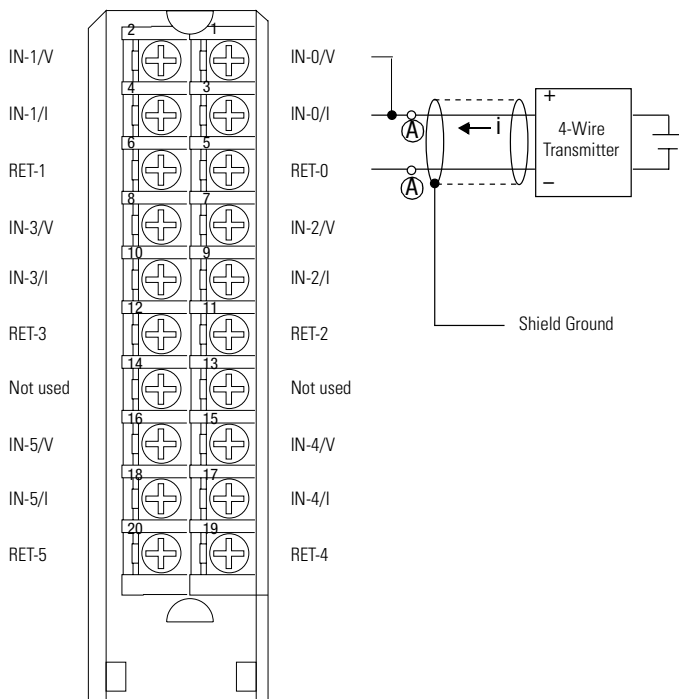 2 1
IN-1/V IN-0/V
4 3
IN-1/I IN-0/I A i + 4-Wire
Transmitter
6 5
RET-1 RET-0 A –
8 7
IN-3/V IN-2/V
10 9
IN-3/I IN-2/I
12 11
RET-3 RET-2 Shield Ground
14 13
Not used Not used
16 15
IN-5/V IN-4/V
18 17
IN-5/I IN-4/I
20 19
RET-5 RET-4